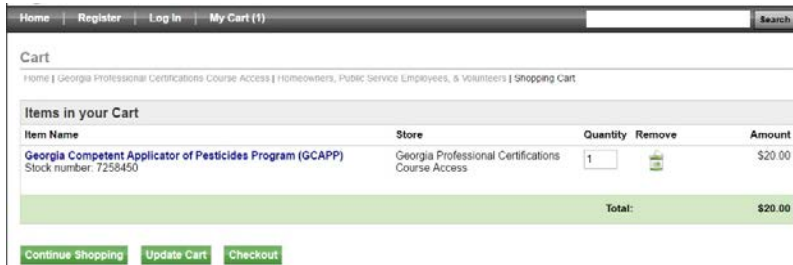 Home | Register | Log In | My Cart (1) Search
Cart
Home | Georgia Professional Certifications Course Access | Homeowners, Public Service Employees, & Volunteers | Shopping Cart
Items in your Cart
Item Name Store Quantity Remove Amount
Georgia Competent Applicator of Pesticides Program (GCAPP) Georgia Professional Certifications 1 $20.00
Stock number: 7258450 Course Access
Total: $20.00
Continue Shopping Update Cart Checkout